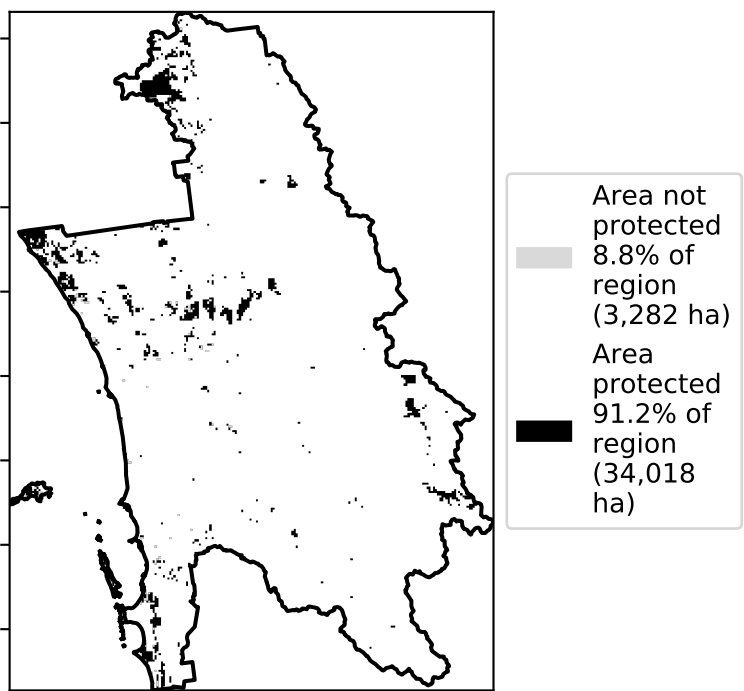 Area not
protected
8.8% of
region
(3,282 ha)
Area
protected
91.2% of
region
(34,018
ha)